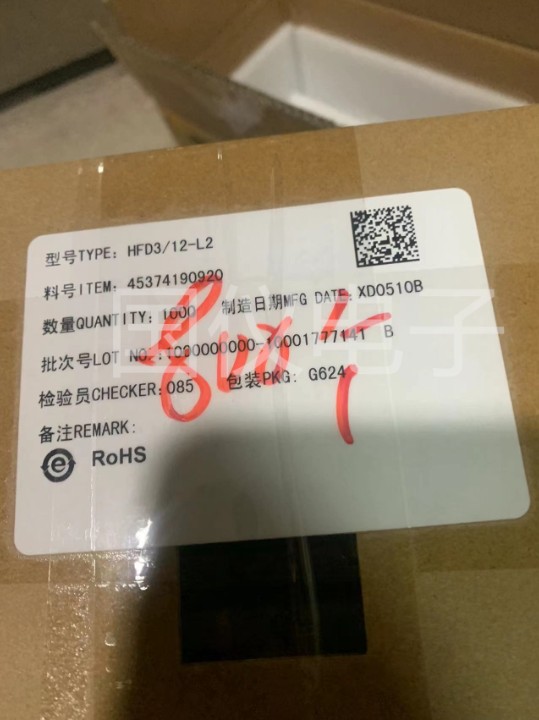 型号TYPE: HFD3/12-L2
料号ITEM: 45374190920
数量QUANTITY: 1000 制造日期MFG DATE: XD0510B
批次号LOT NO.: 1000000000-10001777141 B
检验员CHECKER: 085 包装PKG: G624
备注REMARK:
e RoHS